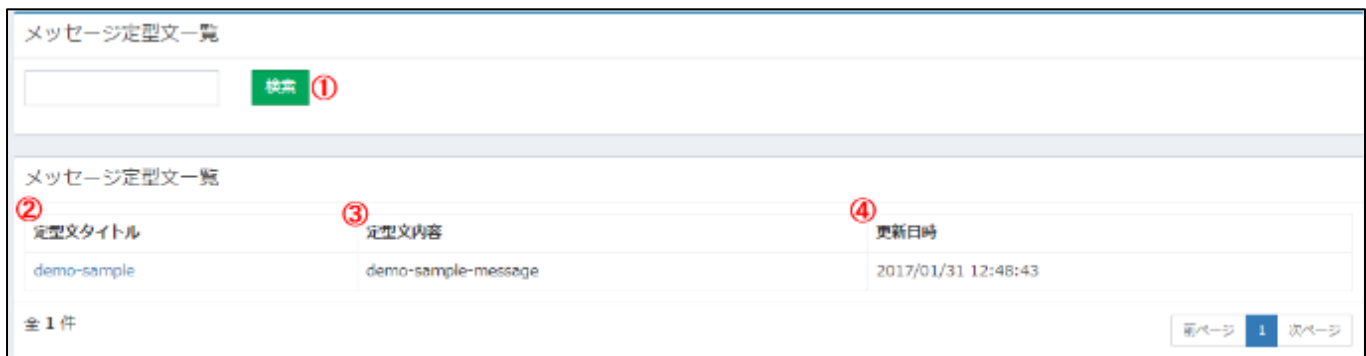 メッセージ定型文一覧
検索 ①
メッセージ定型文一覧
② ③ ④
定型文タイトル 定型文内容 更新日時
demo-sample demo-sample-message 2017/01/31 12:48:43
全 1 件 前ページ 1 次ページ